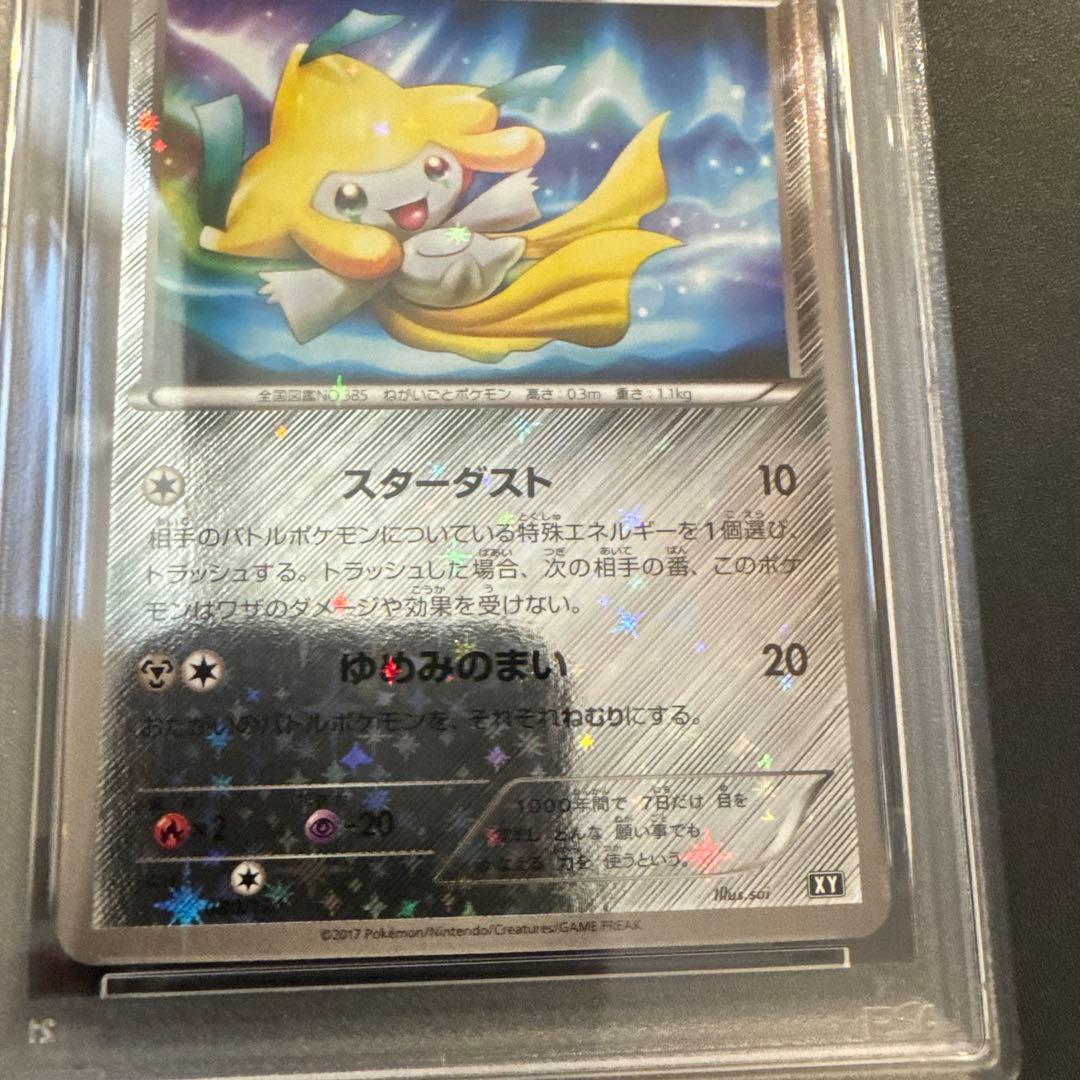 全国図鑑NO.385 ねがいごとポケモン 高さ:0.3m 重さ:1.1kg
スターダスト 10
相手のバトルポケモンについている特殊エネルギーを1個選び、
トラッシュする。トラッシュした場合、次の相手の番、このポケ
モンはワザのダメージや効果を受けない。
ゆめみのまい 20
おたがいのバトルポケモンを、それぞれねむりにする。
×2 -20
1000年間で 7日だけ 目を
覚まし どんな 願い事でも
かなえる 力を 使うという。
Illus.sai
XY
©2017 Pokémon/Nintendo/Creatures/GAME FREAK